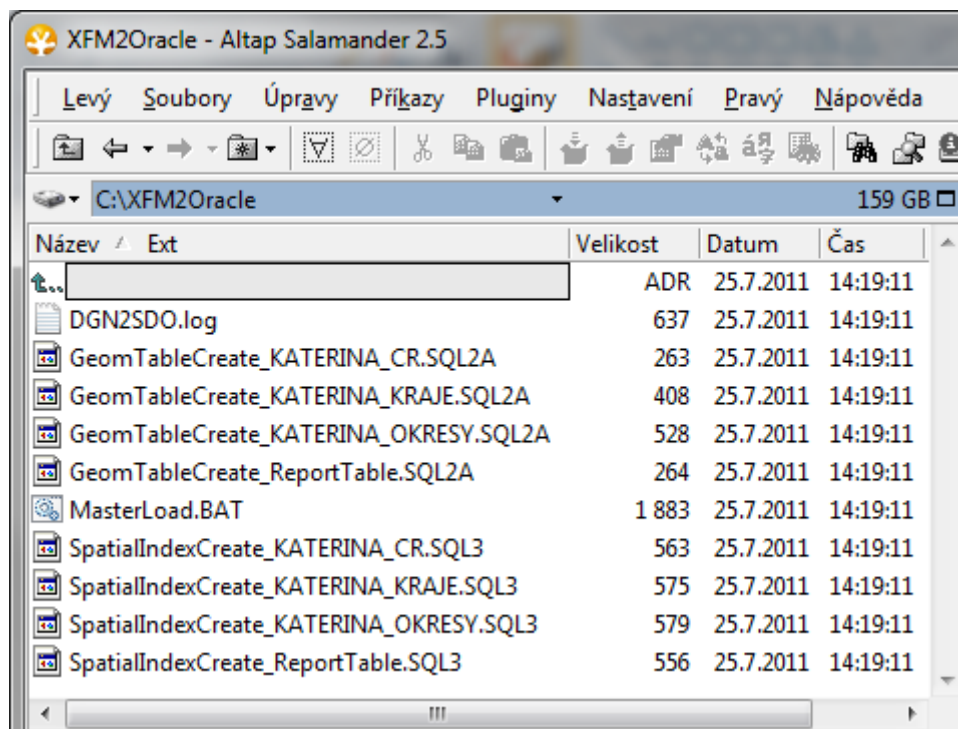 XFM2Oracle - Altap Salamander 2.5
Levý Soubory Úpravy Příkazy Pluginy Nastavení Pravý Nápověda
C:\XFM2Oracle 159 GB
Název Ext Velikost Datum Čas
.. ADR 25.7.2011 14:19:11
DGN2SDO.log 637 25.7.2011 14:19:11
GeomTableCreate_KATERINA_CR.SQL2A 263 25.7.2011 14:19:11
GeomTableCreate_KATERINA_KRAJE.SQL2A 408 25.7.2011 14:19:11
GeomTableCreate_KATERINA_OKRESY.SQL2A 528 25.7.2011 14:19:11
GeomTableCreate_ReportTable.SQL2A 264 25.7.2011 14:19:11
MasterLoad.BAT 1 883 25.7.2011 14:19:11
SpatialIndexCreate_KATERINA_CR.SQL3 563 25.7.2011 14:19:11
SpatialIndexCreate_KATERINA_KRAJE.SQL3 575 25.7.2011 14:19:11
SpatialIndexCreate_KATERINA_OKRESY.SQL3 579 25.7.2011 14:19:11
SpatialIndexCreate_ReportTable.SQL3 556 25.7.2011 14:19:11